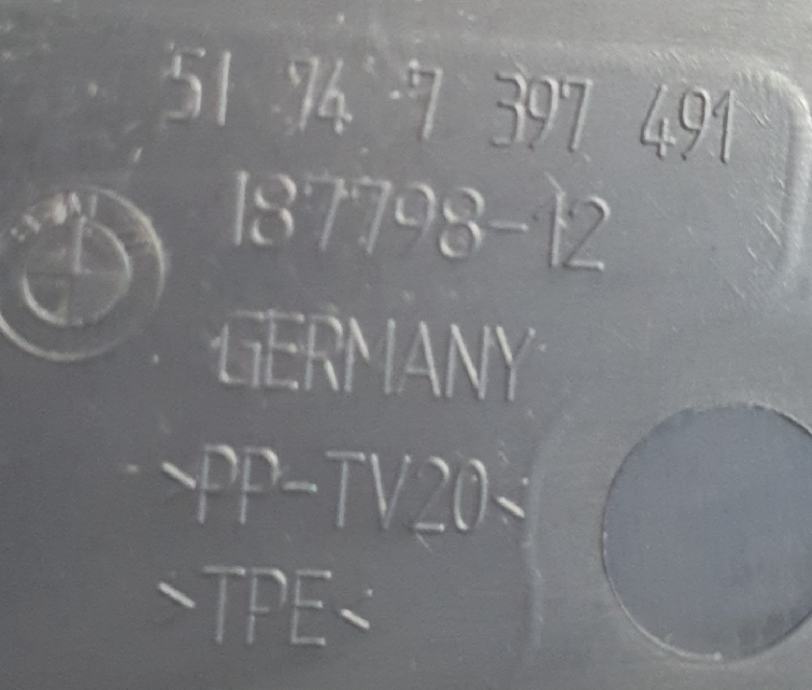 51 74 7 397 491
187798-12
GERMANY
>PP-TV20<
>TPE<